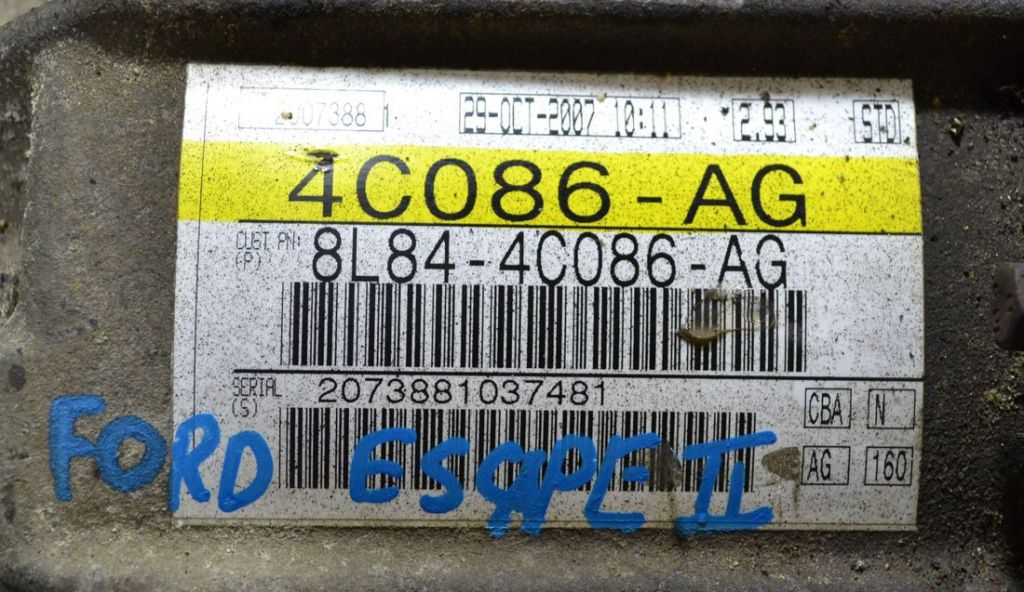 2007388 1 29-OCT-2007 10:11 2.93 STD
4C086-AG
CUST PN: 8L84-4C086-AG
(P)
SERIAL 2073881037481
(S)
CBA N
FORD ESCAPE II
AG 160